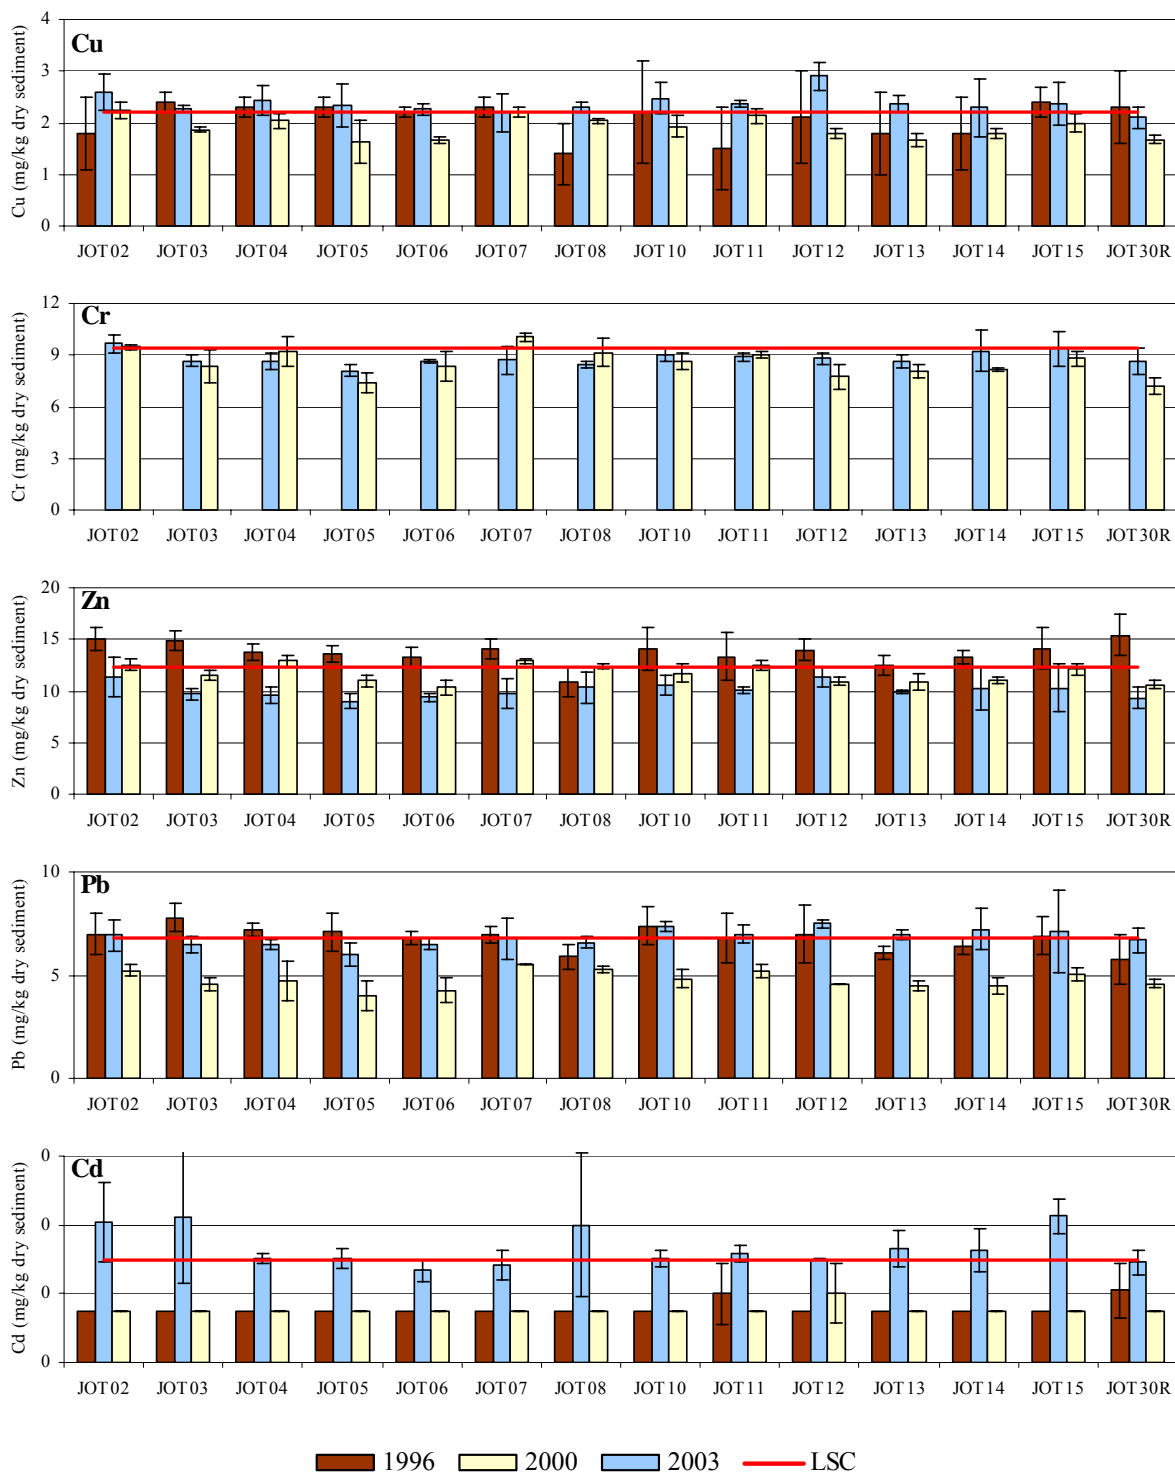 Cu
Cu (mg/kg dry sediment)
4
3
2
1
0
JOT02 JOT03 JOT04 JOT05 JOT06 JOT07 JOT08 JOT10 JOT11 JOT12 JOT13 JOT14 JOT15 JOT30R
Cr
Cr (mg/kg dry sediment)
12
9
6
3
0
JOT02 JOT03 JOT04 JOT05 JOT06 JOT07 JOT08 JOT10 JOT11 JOT12 JOT13 JOT14 JOT15 JOT30R
Zn
Zn (mg/kg dry sediment)
20
15
10
5
0
JOT02 JOT03 JOT04 JOT05 JOT06 JOT07 JOT08 JOT10 JOT11 JOT12 JOT13 JOT14 JOT15 JOT30R
Pb
Pb (mg/kg dry sediment)
10
5
0
JOT02 JOT03 JOT04 JOT05 JOT06 JOT07 JOT08 JOT10 JOT11 JOT12 JOT13 JOT14 JOT15 JOT30R
Cd
Cd (mg/kg dry sediment)
0
0
0
0
JOT02 JOT03 JOT04 JOT05 JOT06 JOT07 JOT08 JOT10 JOT11 JOT12 JOT13 JOT14 JOT15 JOT30R
1996 2000 2003 LSC